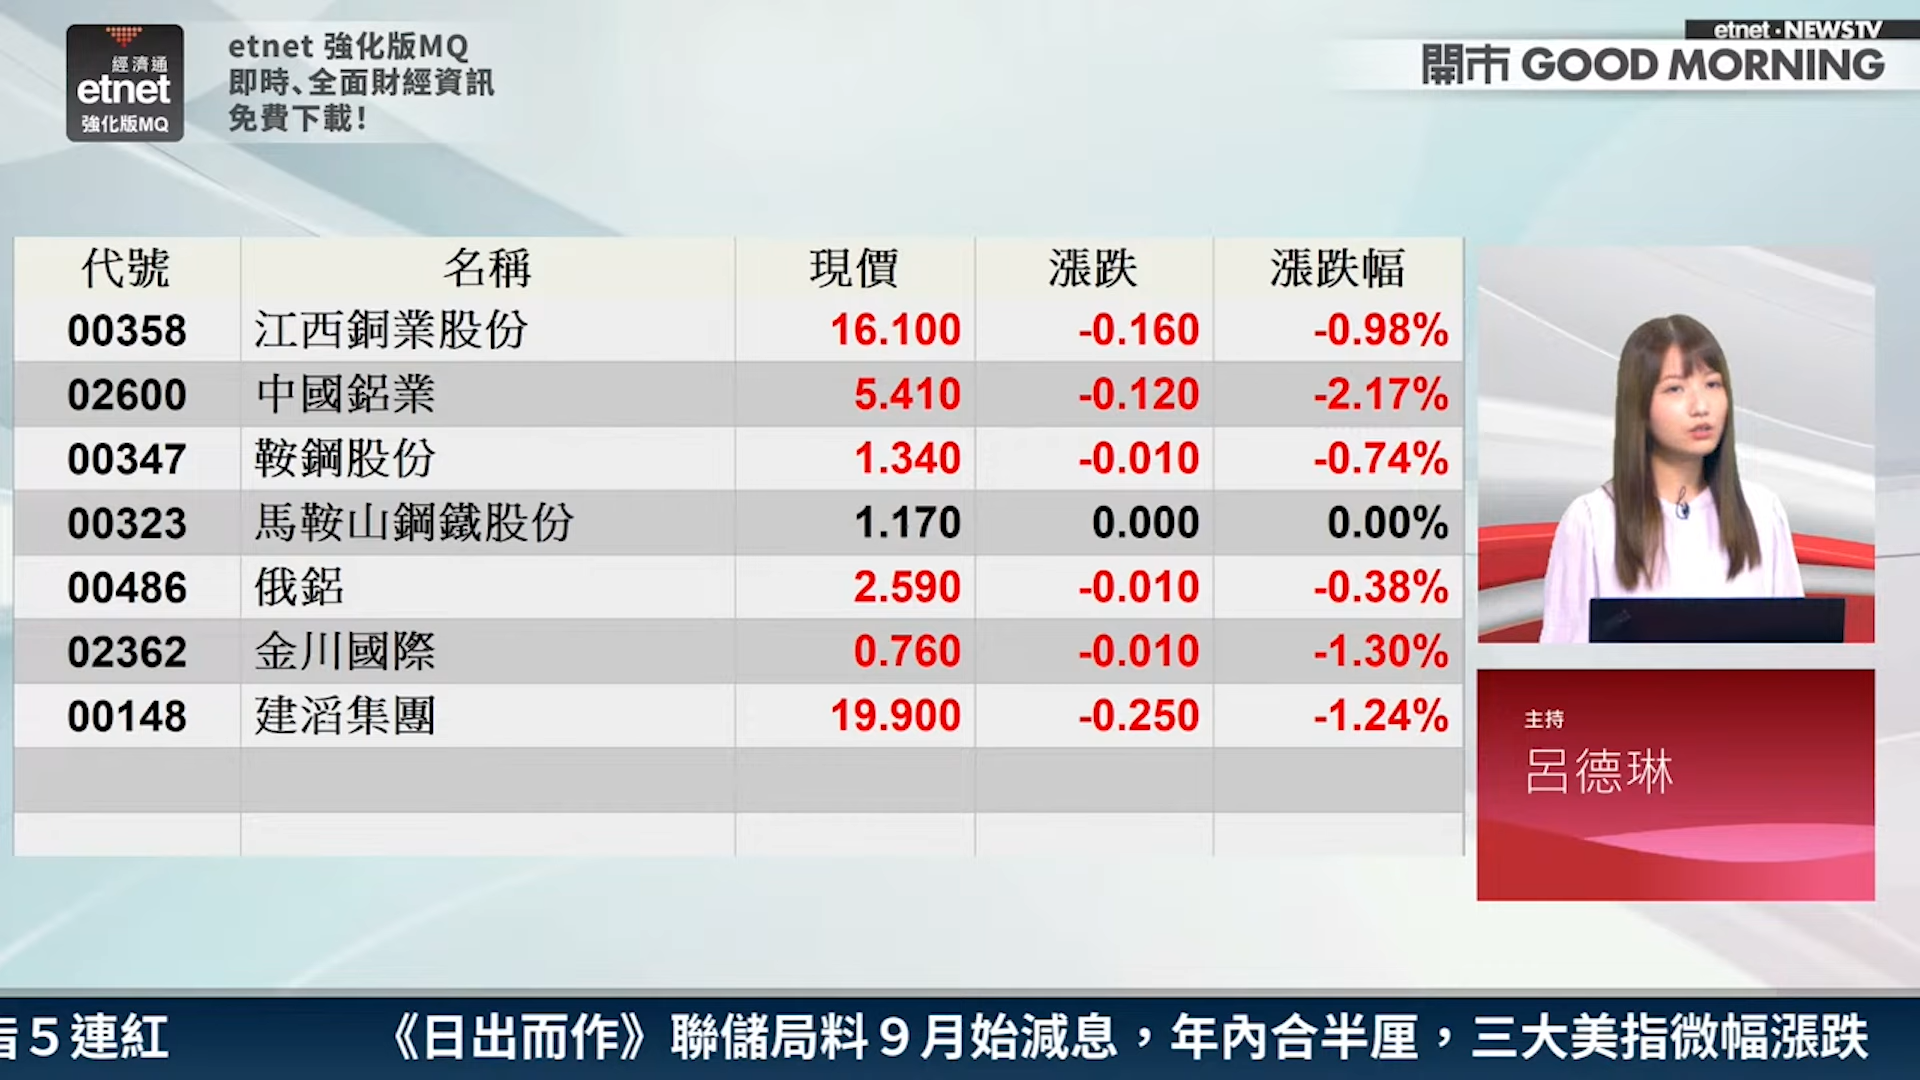 經濟通
etnet
強化版MQ
etnet 強化版MQ
即時、全面財經資訊
免費下載！
etnet·NEWSTV
開市 GOOD MORNING
代號 名稱 現價 漲跌 漲跌幅
00358 江西銅業股份 16.100 -0.160 -0.98%
02600 中國鋁業 5.410 -0.120 -2.17%
00347 鞍鋼股份 1.340 -0.010 -0.74%
00323 馬鞍山鋼鐵股份 1.170 0.000 0.00%
00486 俄鋁 2.590 -0.010 -0.38%
02362 金川國際 0.760 -0.010 -1.30%
00148 建滔集團 19.900 -0.250 -1.24%
主持
呂德琳
指５連紅 《日出而作》聯儲局料９月始減息，年內合半厘，三大美指微幅漲跌